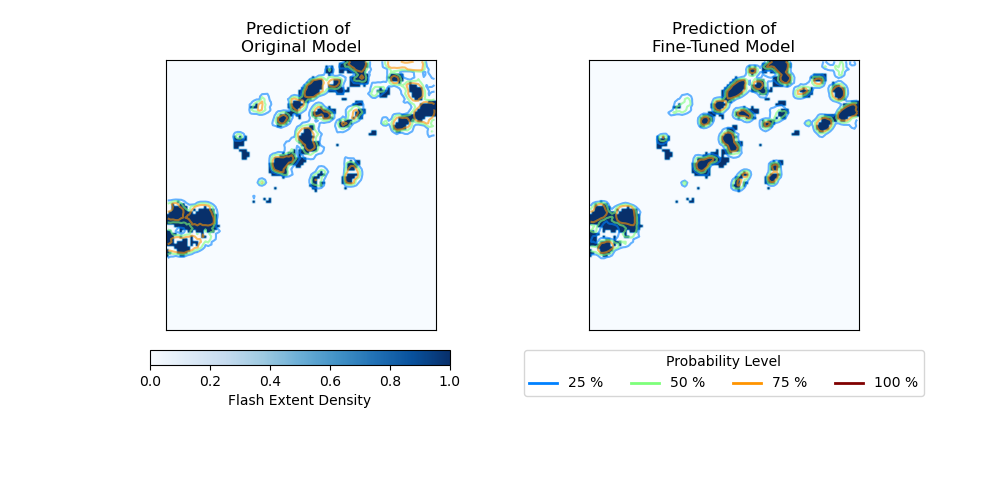 Prediction of
Original Model
Prediction of
Fine-Tuned Model
0.0 0.2 0.4 0.6 0.8 1.0
Flash Extent Density
Probability Level
25 % 50 % 75 % 100 %